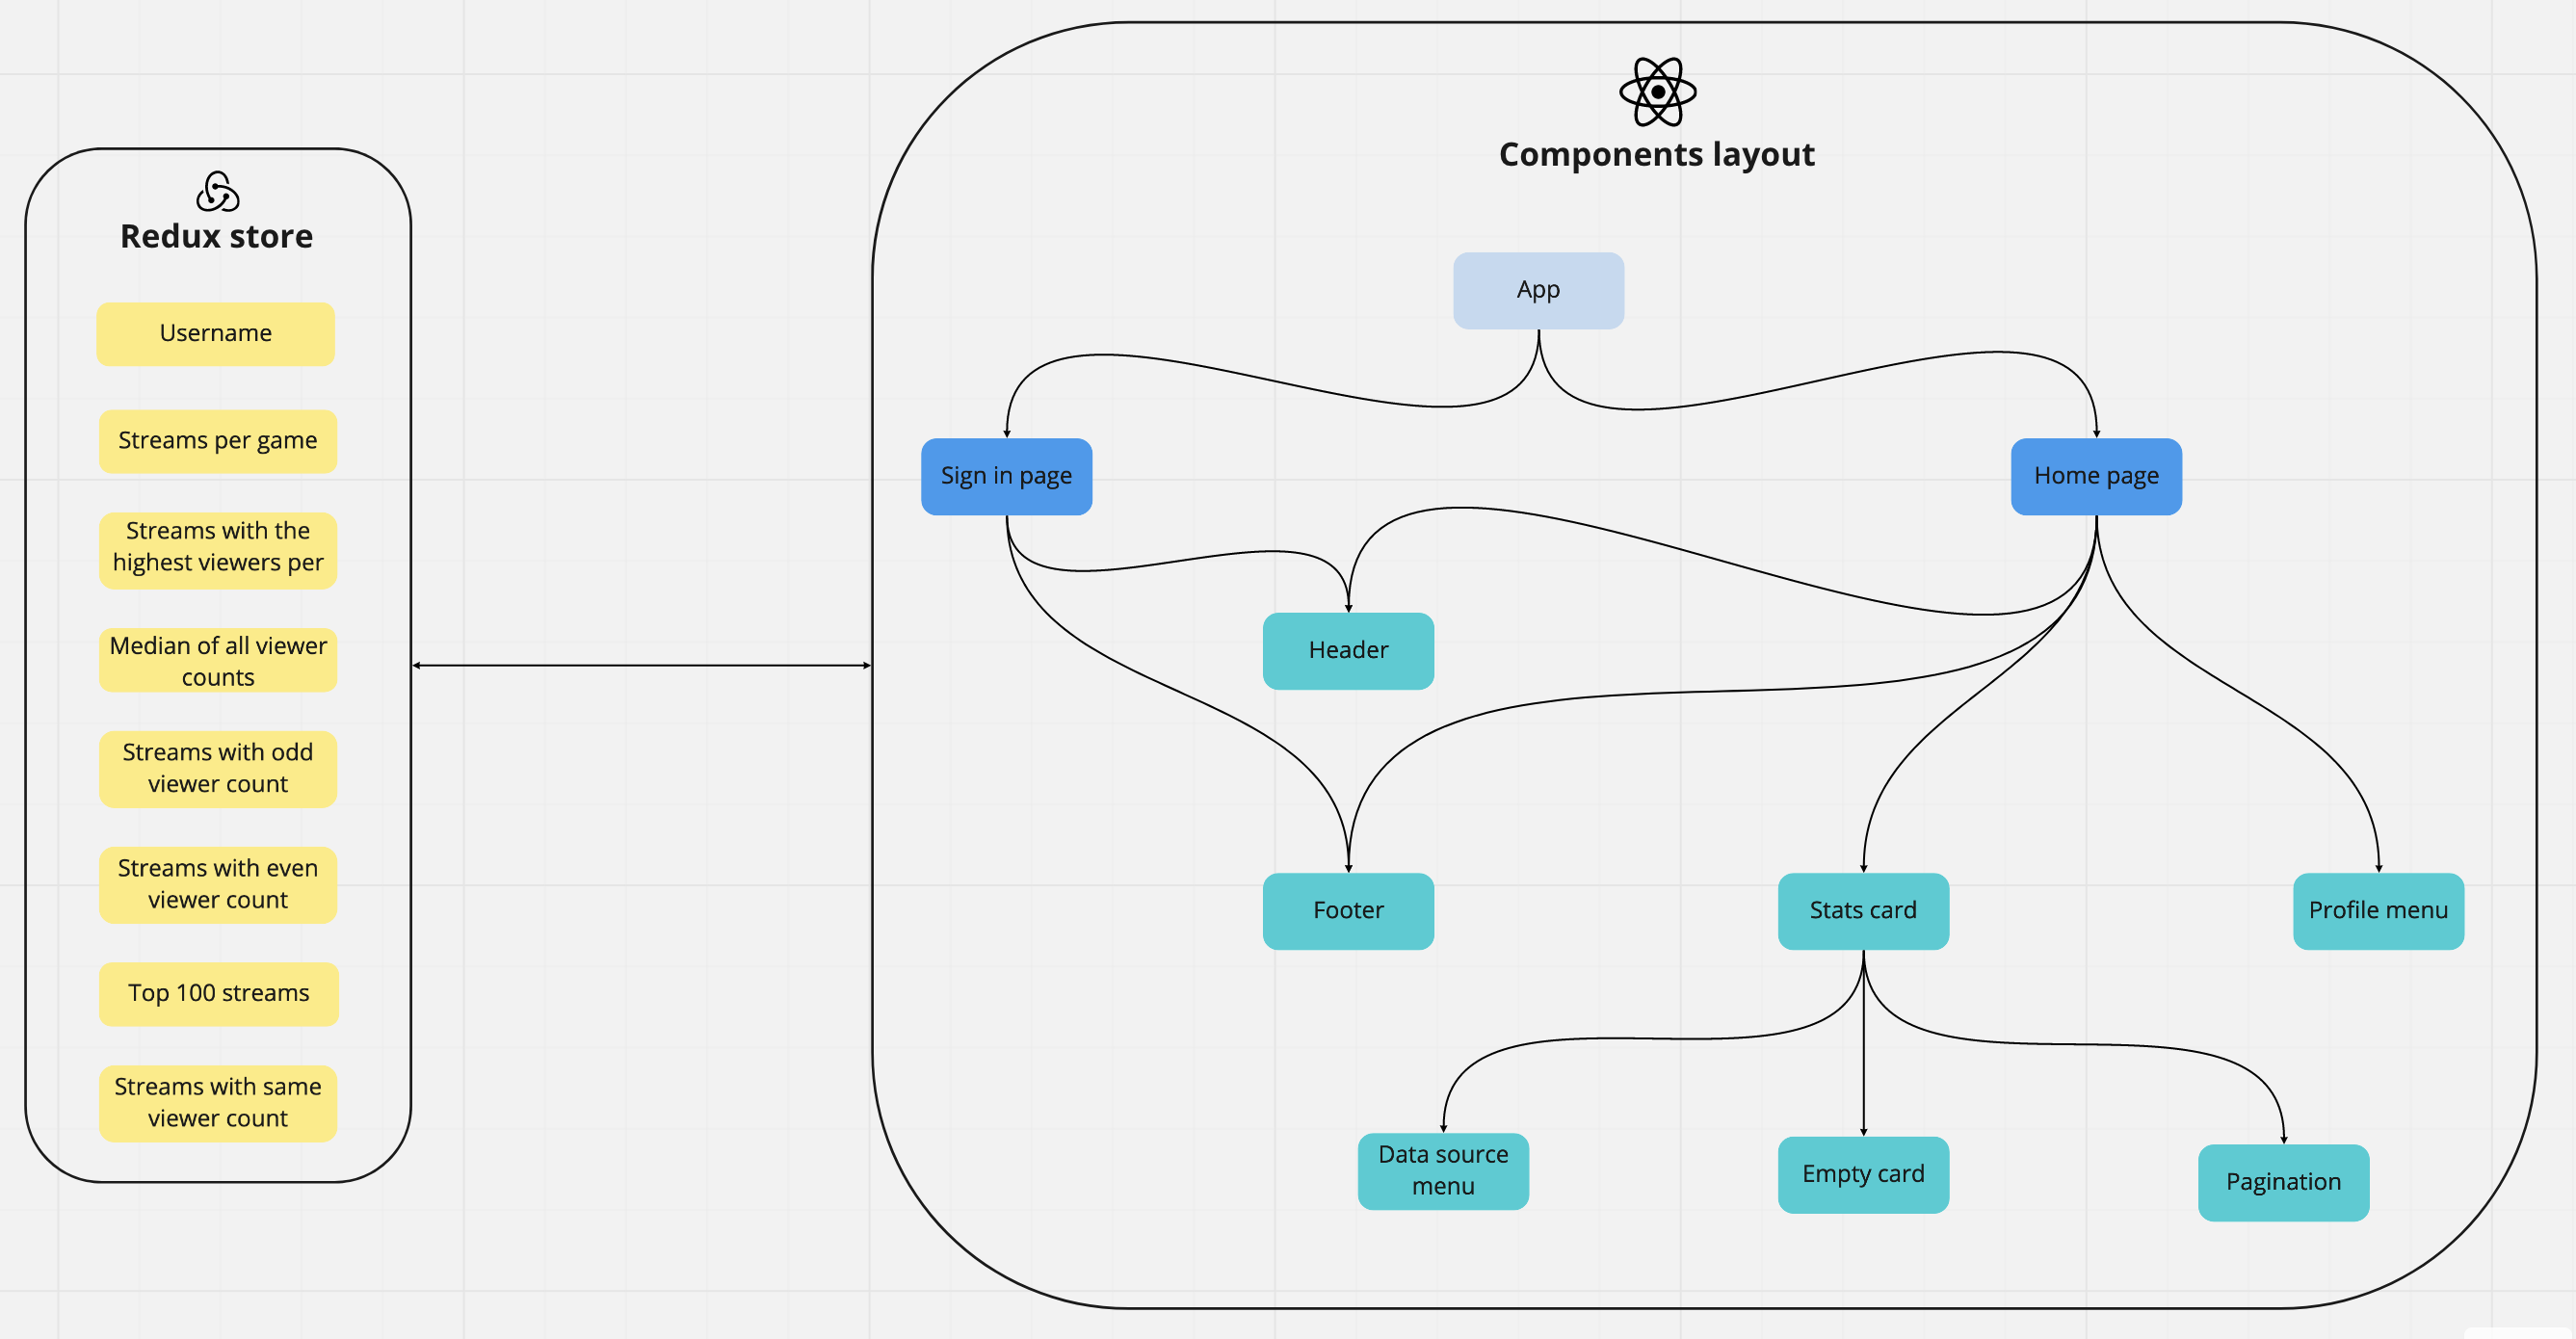 Redux store
Username
Streams per game
Streams with the
highest viewers per
Median of all viewer
counts
Streams with odd
viewer count
Streams with even
viewer count
Top 100 streams
Streams with same
viewer count
Components layout
App
Sign in page
Home page
Header
Footer
Stats card
Profile menu
Data source
menu
Empty card
Pagination